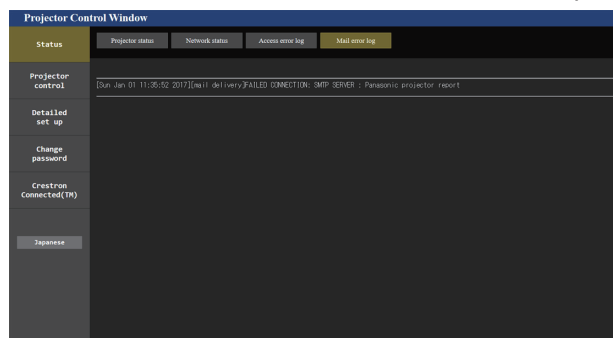 Projector Control Window
Status
Projector status
Network status
Access error log
Mail error log
Projector
control
[Sun Jan 01 11:35:52 2017][mail delivery]FAILED CONNECTION: SMTP SERVER : Panasonic projector report
Detailed
set up
Change
password
Crestron
Connected(TM)
Japanese